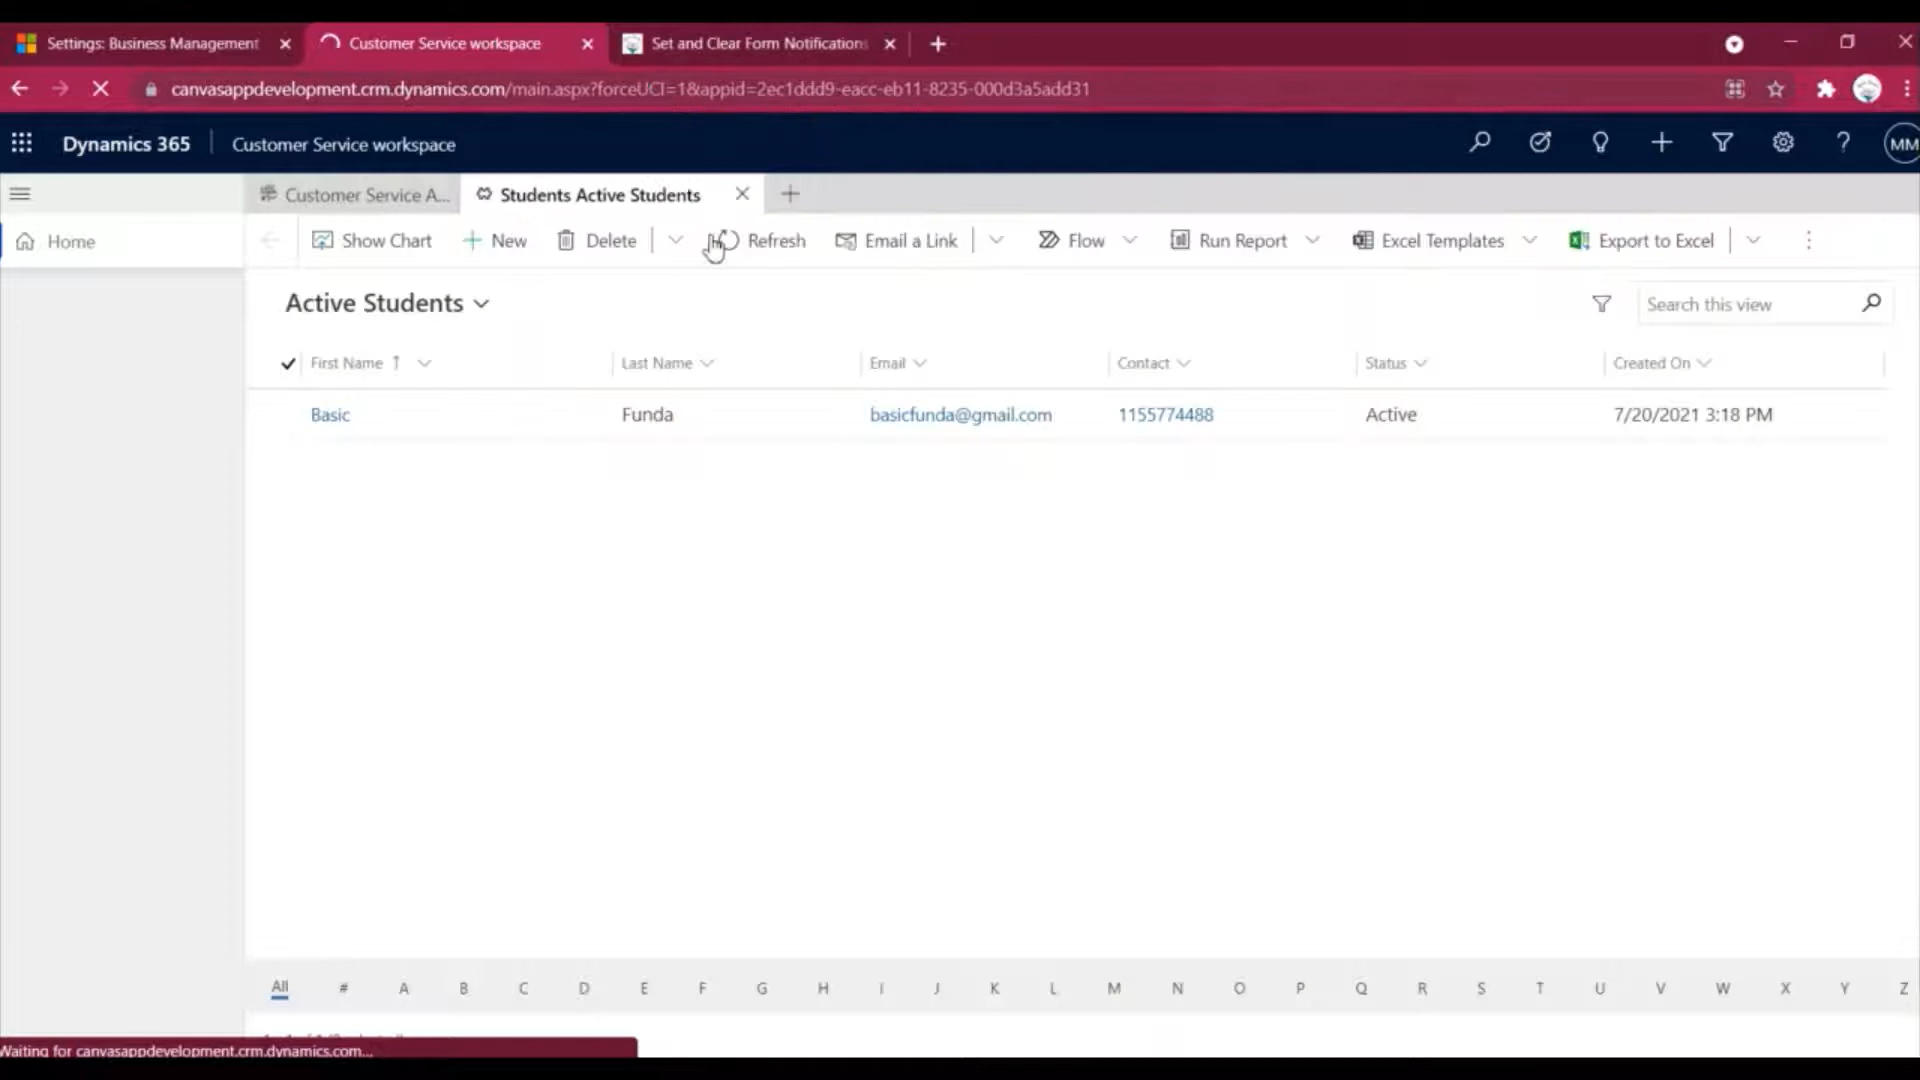 Settings: Business Management
Customer Service workspace
Set and Clear Form Notifications
canvasappdevelopment.crm.dynamics.com/main.aspx?forceUCI=1&appid=2ec1ddd9-eacc-eb11-8235-000d3a5add31
Dynamics 365 Customer Service workspace ? MM
Customer Service A... Students Active Students
Home
Show Chart New Delete Refresh Email a Link Flow Run Report Excel Templates Export to Excel
Active Students
Search this view
First Name Last Name Email Contact Status Created On
Basic Funda basicfunda@gmail.com 1155774488 Active 7/20/2021 3:18 PM
All # A B C D E F G H I J K L M N O P Q R S T U V W X Y Z
Waiting for canvasappdevelopment.crm.dynamics.com...